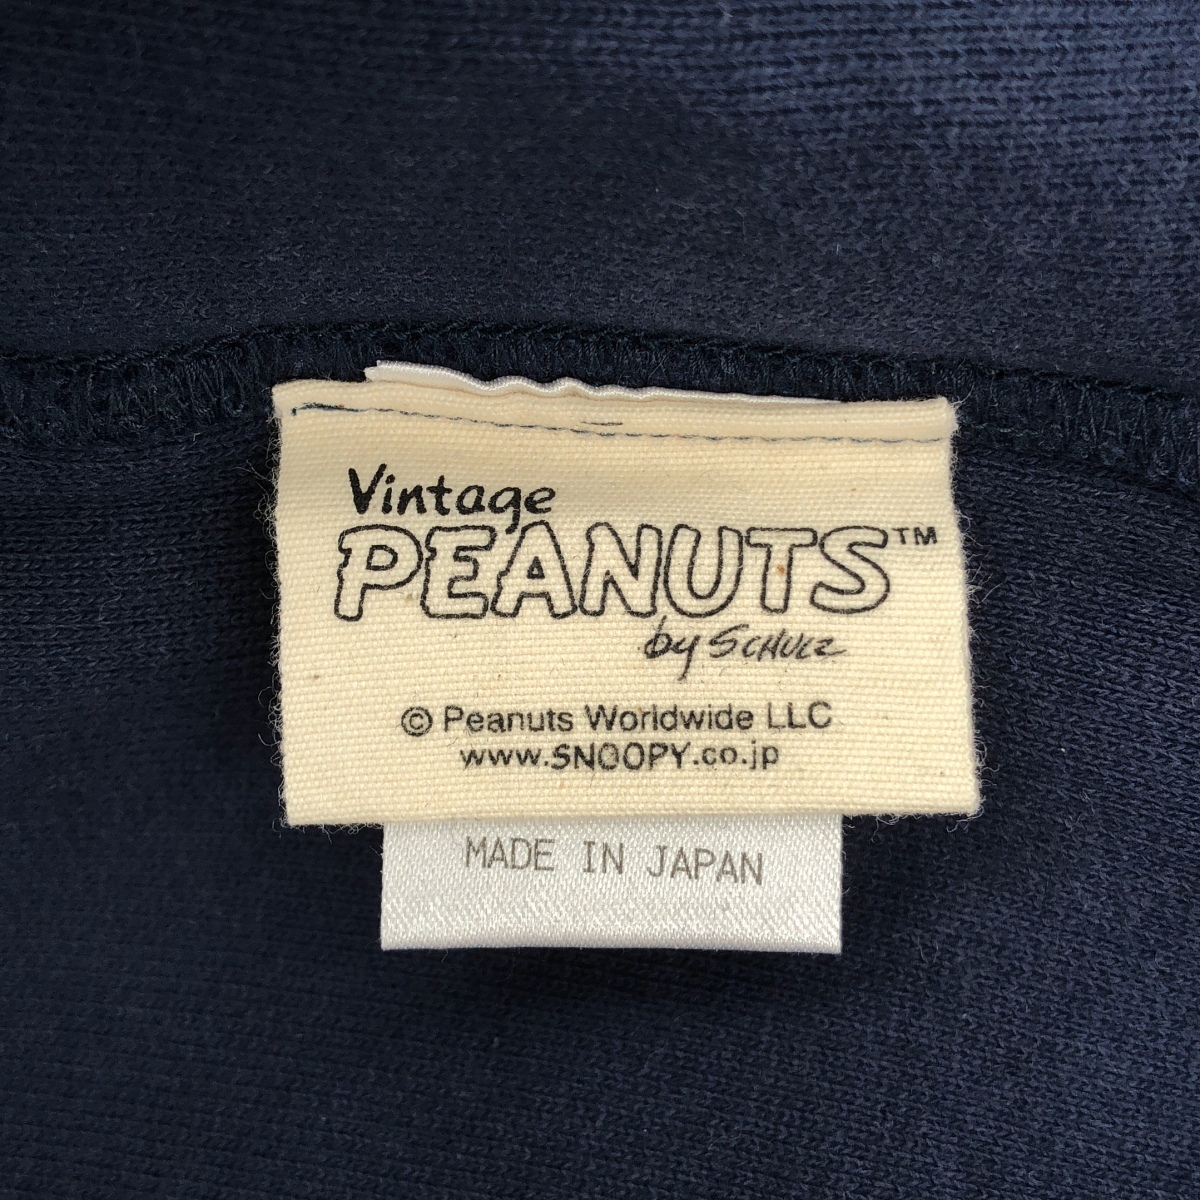 Vintage
PEANUTS™
by SCHULZ
© Peanuts Worldwide LLC
www.SNOOPY.co.jp
MADE IN JAPAN